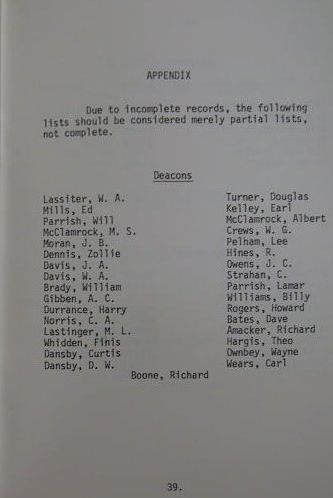 APPENDIX
Due to incomplete records, the following
lists should be considered merely partial lists,
not complete.
Deacons
Lassiter, W. A.
Mills, Ed
Parrish, Will
McClamrock, M. S.
Moran, J. B.
Dennis, Zollie
Davis, J. A.
Davis, W. A.
Brady, William
Gibben, A. C.
Durrance, Harry
Norris, C. A.
Lastinger, M. L.
Whidden, Finis
Dansby, Curtis
Dansby, D. W.
Turner, Douglas
Kelley, Earl
McClamrock, Albert
Crews, W. G.
Pelham, Lee
Hines, R.
Owens, J. C.
Strahan, C.
Parrish, Lamar
Williams, Billy
Rogers, Howard
Bates, Dave
Amacker, Richard
Hargis, Theo
Ownbey, Wayne
Wears, Carl
Boone, Richard
39.